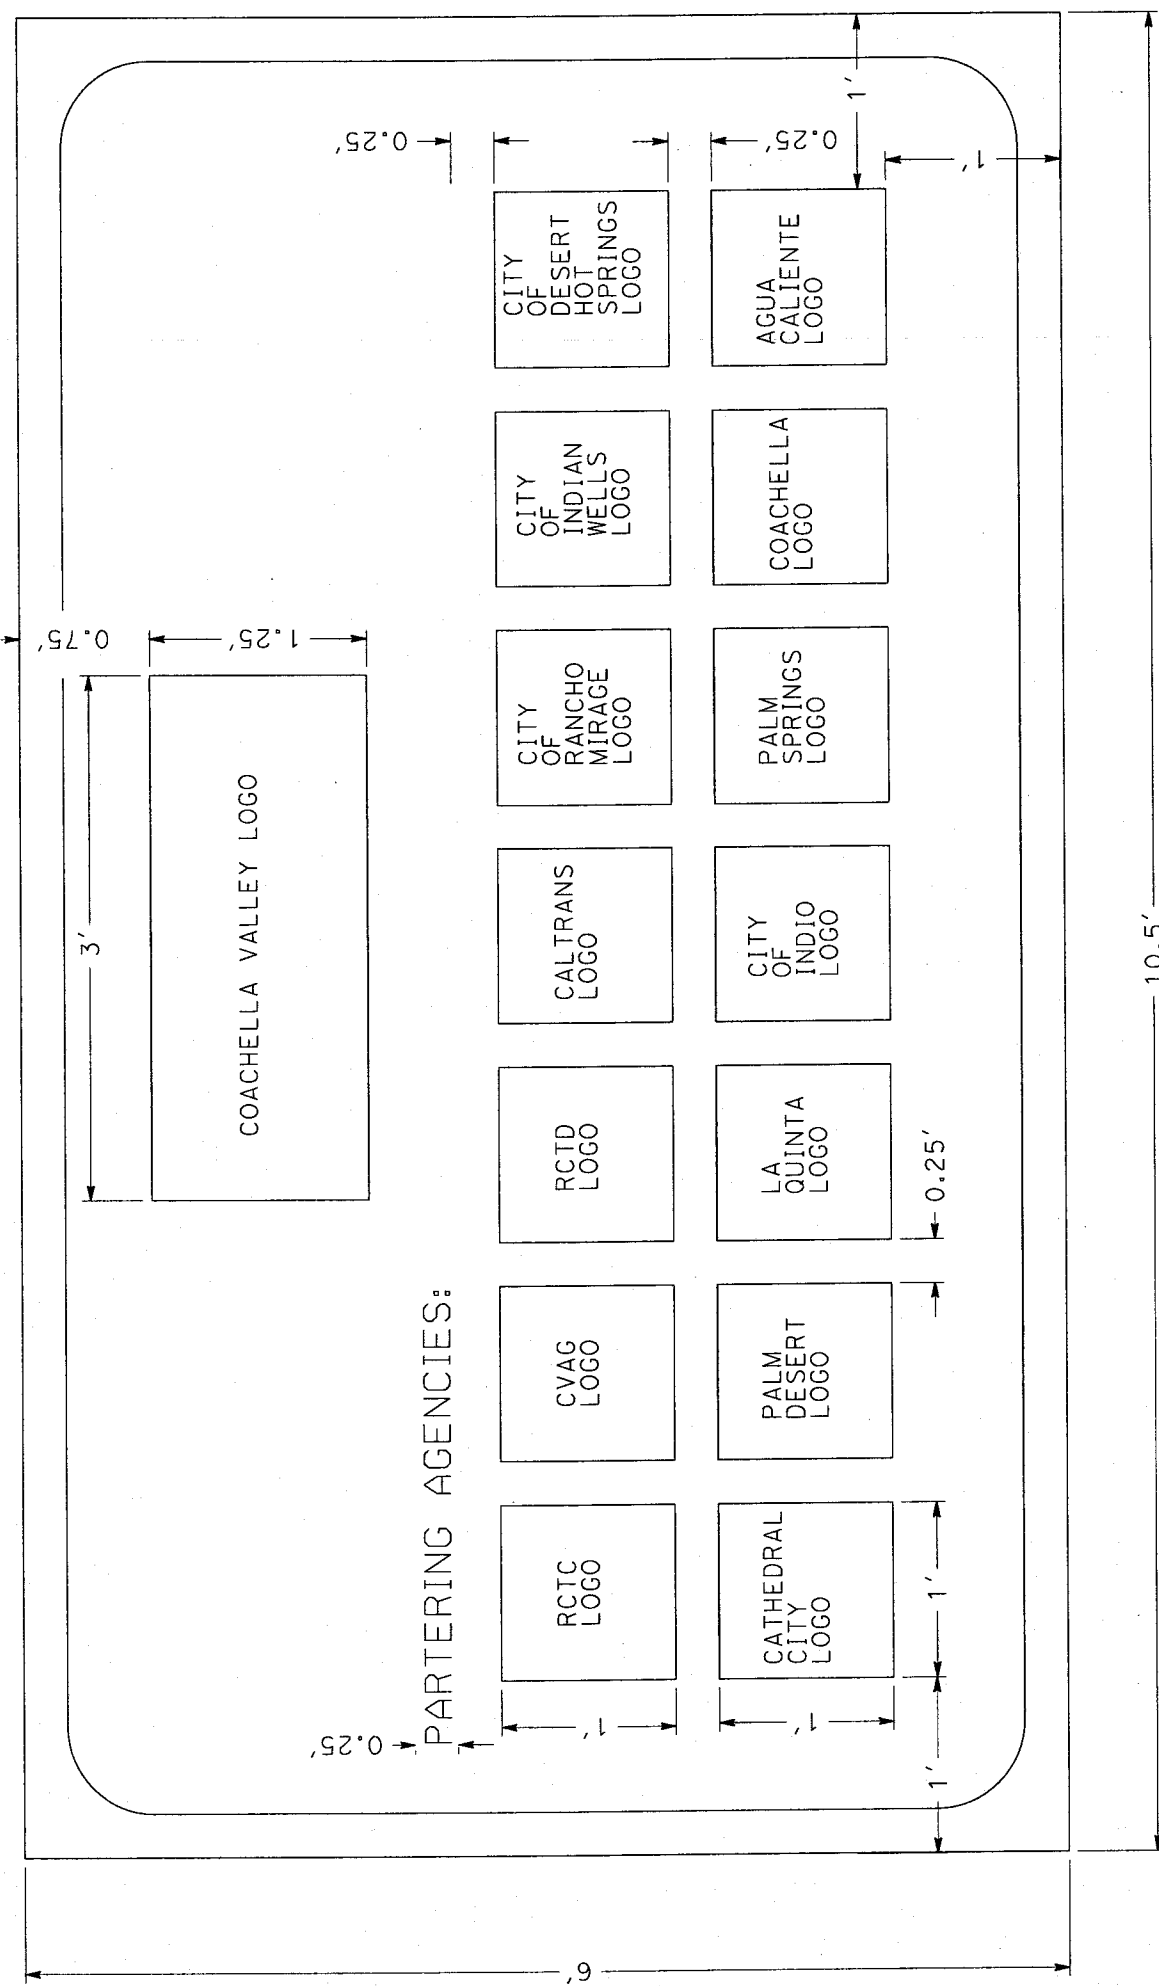 0.75'
3'
1.25'
COACHELLA VALLEY LOGO
0.25'
PARTERING AGENCIES:
0.25'
RCTC
LOGO
CVAG
LOGO
RCTD
LOGO
CALTRANS
LOGO
CITY
OF
RANCHO
MIRAGE
LOGO
CITY
OF
INDIAN
WELLS
LOGO
CITY
OF
DESERT
HOT
SPRINGS
LOGO
1'
0.25'
CATHEDRAL
CITY
LOGO
PALM
DESERT
LOGO
LA
QUINTA
LOGO
CITY
OF
INDIO
LOGO
PALM
SPRINGS
LOGO
COACHELLA
LOGO
AGUA
CALIENTE
LOGO
1'
1'
1'
0.25'
1'
1'
6'
10.5'